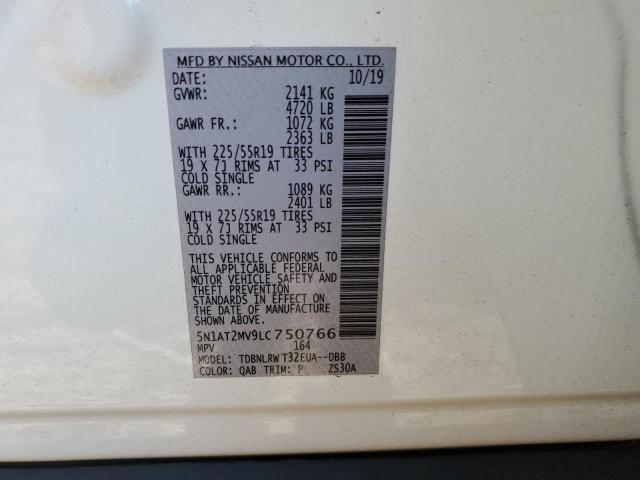 MFD BY NISSAN MOTOR CO., LTD.
DATE: 10/19
GVWR: 2141 KG
4720 LB
GAWR FR.: 1072 KG
2363 LB
WITH 225/55R19 TIRES
19 X 7J RIMS AT 33 PSI
COLD SINGLE
GAWR RR.: 1089 KG
2401 LB
WITH 225/55R19 TIRES
19 X 7J RIMS AT 33 PSI
COLD SINGLE
THIS VEHICLE CONFORMS TO
ALL APPLICABLE FEDERAL
MOTOR VEHICLE SAFETY AND
THEFT PREVENTION
STANDARDS IN EFFECT ON
THE DATE OF MANUFACTURE
SHOWN ABOVE.
5N1AT2MV9LC750766
MPV 164
MODEL: TDBNLRW T32EUA--DBB
COLOR: QAB TRIM: P ZS30A